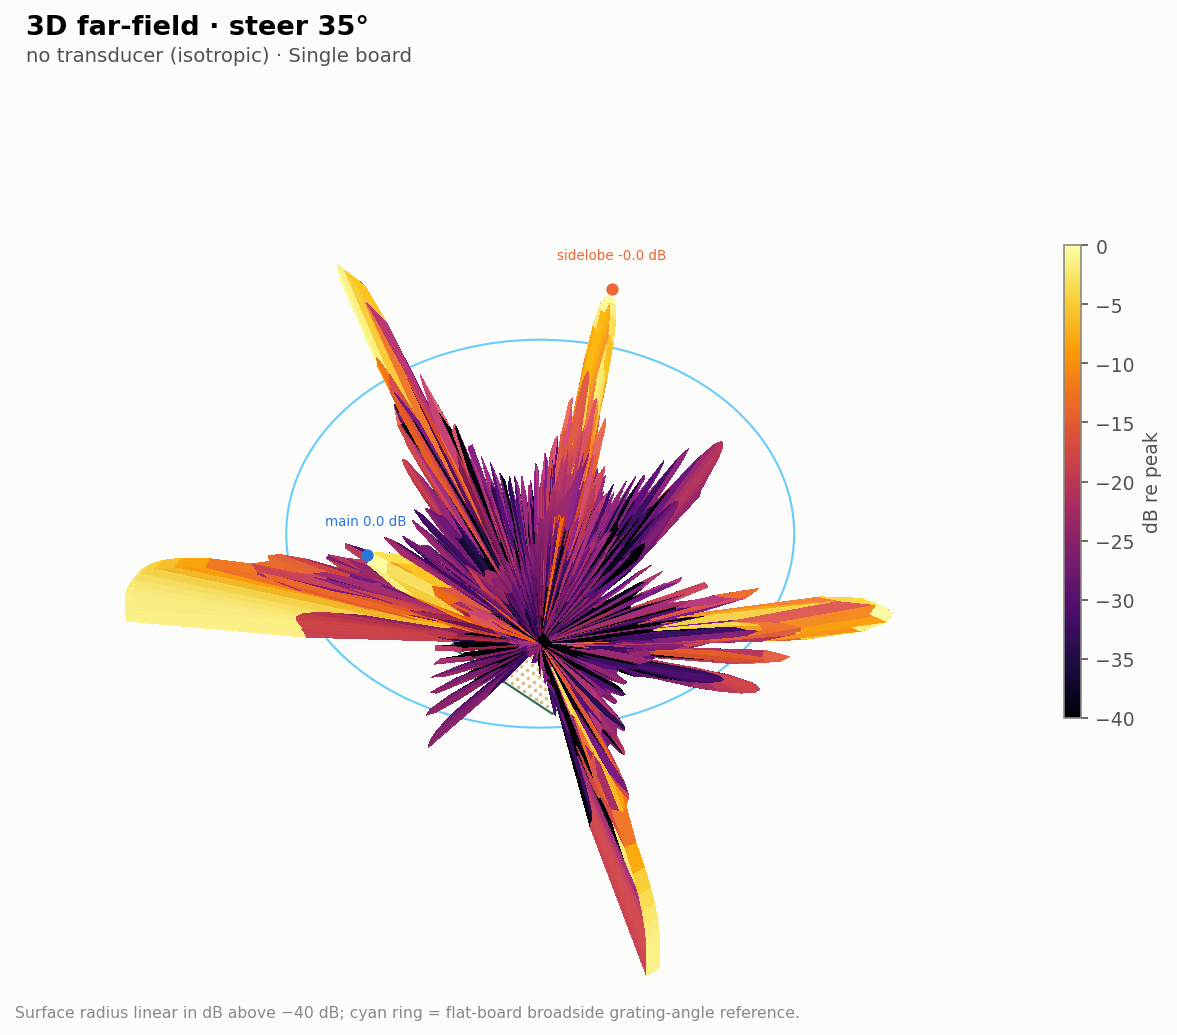 3D far-field · steer 35°
no transducer (isotropic) · Single board
sidelobe -0.0 dB
main 0.0 dB
0
−5
−10
−15
−20
−25
−30
−35
−40
dB re peak
Surface radius linear in dB above −40 dB; cyan ring = flat-board broadside grating-angle reference.